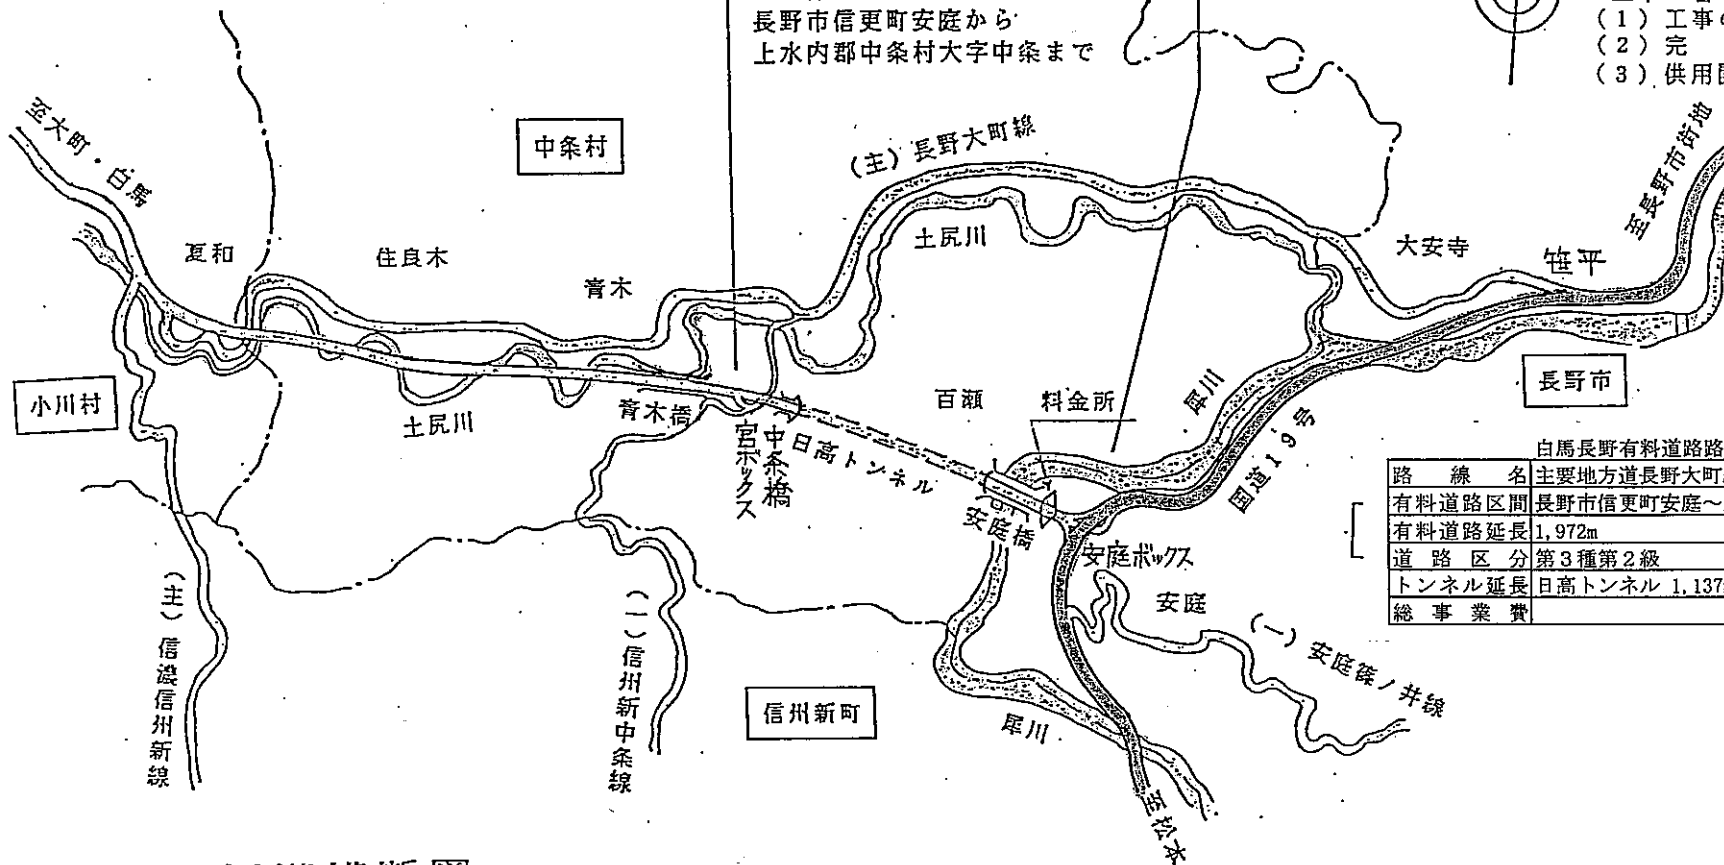 長野市信更町安庭から
上水内郡中条村大字中条まで
(1)工事
(2)完
(3)供用
至大町・白馬
中条村
(主)長野大町線
至長野市街地
夏和
住良木
青木
土尻川
大安寺
笹平
小川村
土尻川
青木橋
宮ボックス
中条橋
日高トンネル
百瀬
料金所
犀川
国道19号
長野市
安庭橋
安庭ボックス
安庭
(一)安庭篠ノ井線
白馬長野有料道路路
路線名 主要地方道長野大町
有料道路区間 長野市信更町安庭~
有料道路延長 1,972m
道路区分 第3種第2級
トンネル延長 日高トンネル 1,137
総事業費
(主)信濃信州新線
(一)信州新中条線
信州新町
犀川
至松本